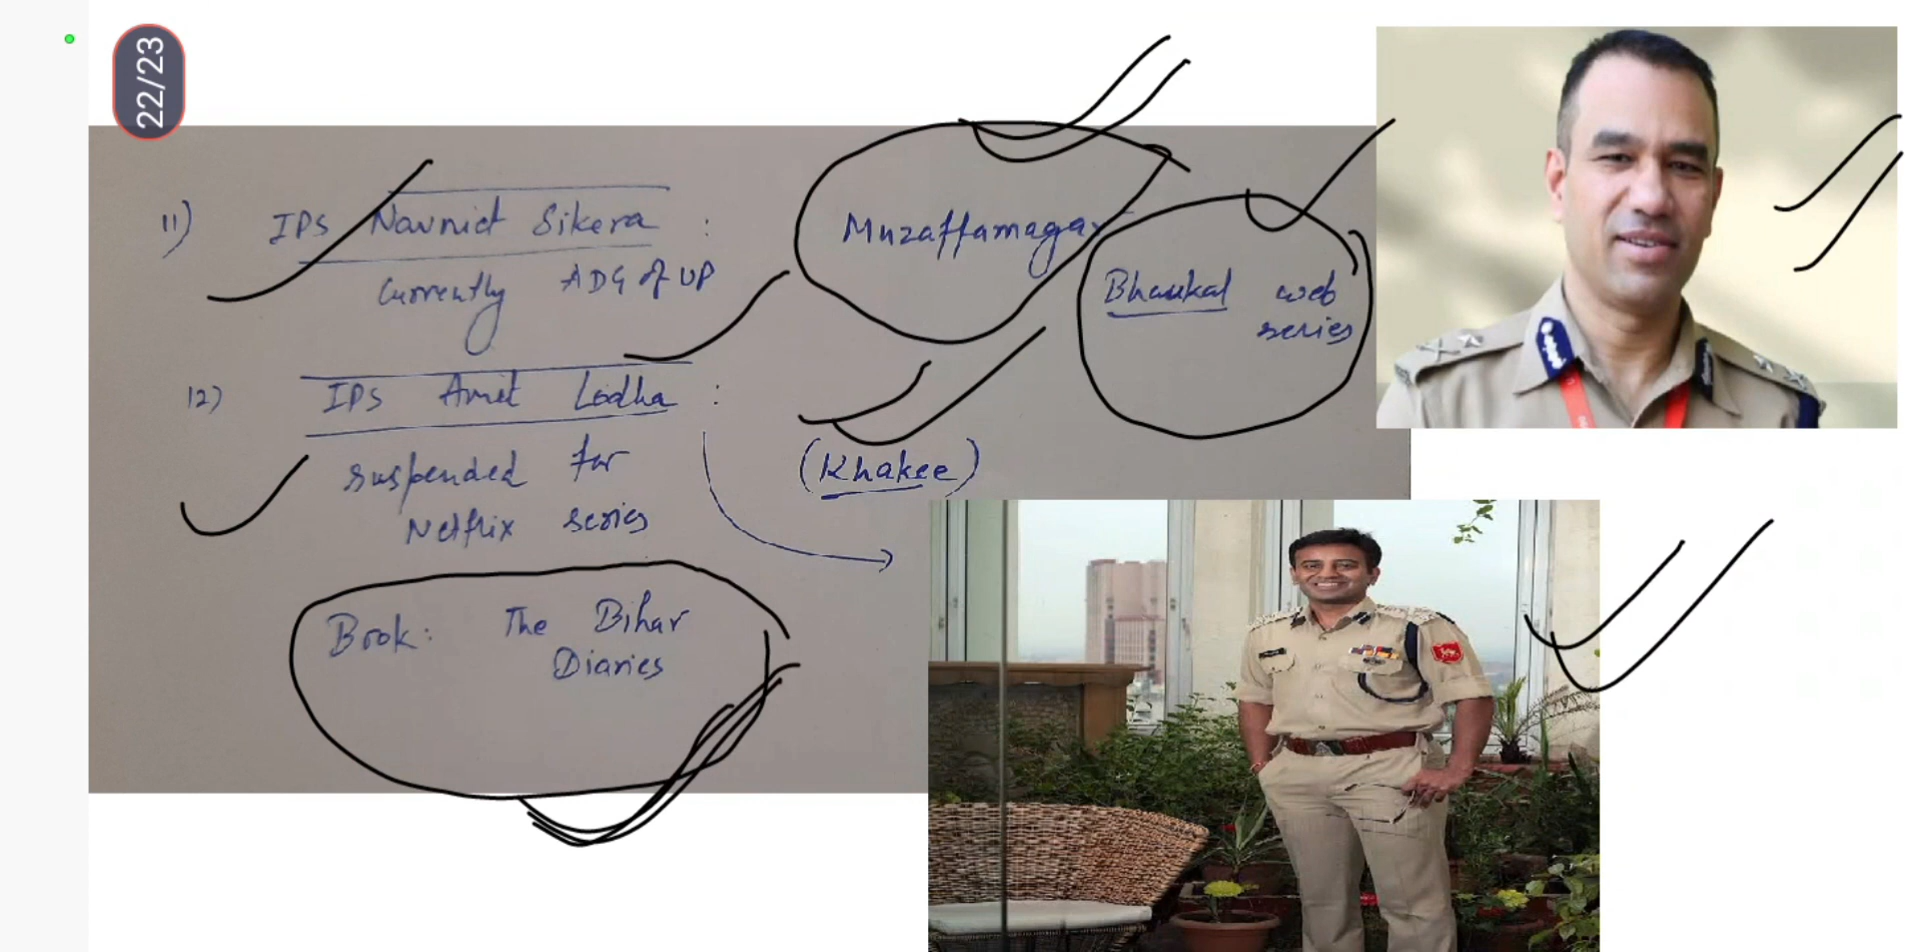 22/23
11) IPS Navniet Sikera :
Currently ADG of UP
Muzaffarnagar
Bhaukal web
series
12) IPS Amit Lodha :
suspended for
Netflix series
(Khakee)
Book: The Bihar
Diaries